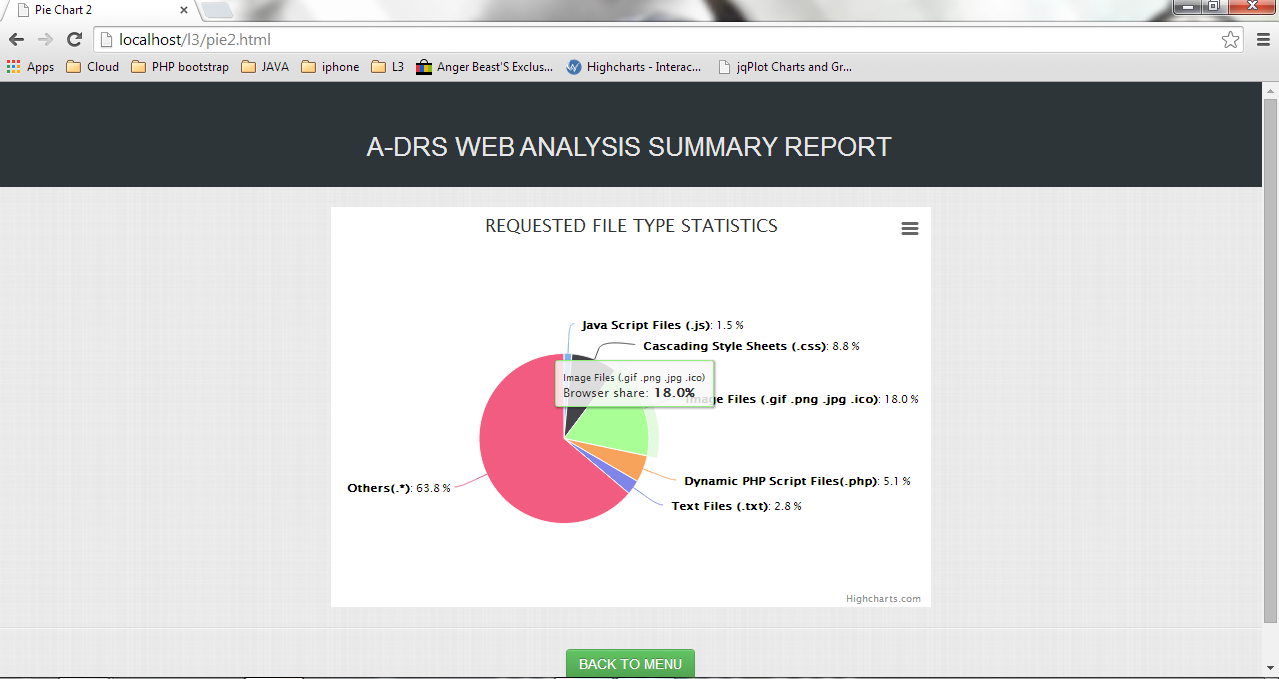 Pie Chart 2
localhost/l3/pie2.html
Apps Cloud PHP bootstrap JAVA iphone L3 Anger Beast'S Exclus... Highcharts - Interac... jqPlot Charts and Gr...
A-DRS WEB ANALYSIS SUMMARY REPORT
REQUESTED FILE TYPE STATISTICS
Java Script Files (.js): 1.5 %
Cascading Style Sheets (.css): 8.8 %
Image Files (.gif .png .jpg .ico)
Browser share: 18.0%
Image Files (.gif .png .jpg .ico): 18.0 %
Dynamic PHP Script Files(.php): 5.1 %
Others(.*): 63.8 %
Text Files (.txt): 2.8 %
Highcharts.com
BACK TO MENU